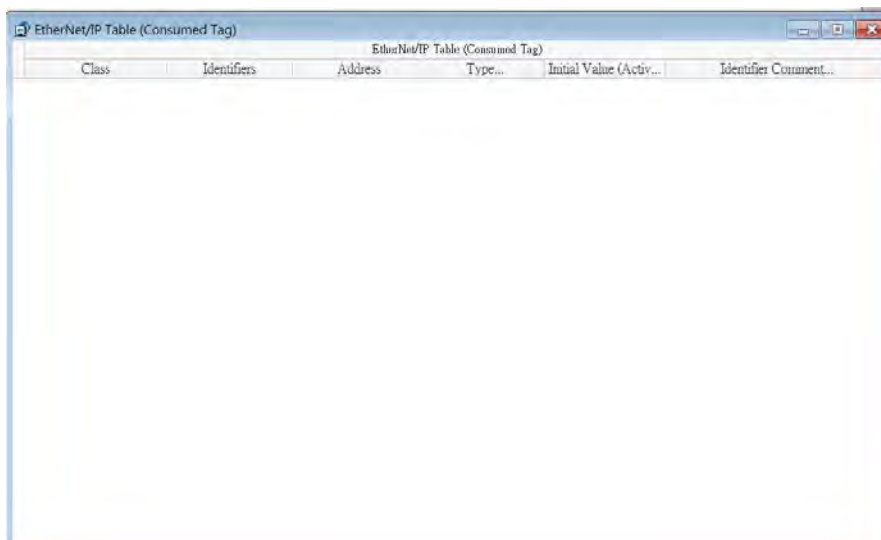 EtherNet/IP Table (Consumed Tag)
EtherNet/IP Table (Consumed Tag)
Class Identifiers Address Type... Initial Value (Activ... Identifier Comment...